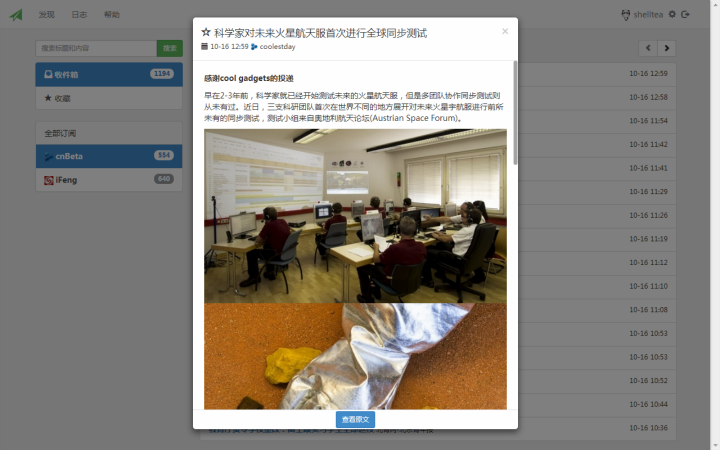 发现 日志 帮助
shelltea
搜索标题和内容 搜索
收件箱 1194
收藏
全部订阅
cnBeta 554
iFeng 640
科学家对未来火星航天服首次进行全球同步测试
×
10-16 12:59 coolestday
感谢cool gadgets的投递
早在2-3年前，科学家就已经开始测试未来的火星航天服，但是多团队协作同步测试则
从未有过。近日，三支科研团队首次在世界不同的地方展开对未来火星宇航服进行前所
未有的同步测试，测试小组来自奥地利航天论坛(Austrian Space Forum)。
查看原文
10-16 12:59
10-16 12:58
10-16 11:54
10-16 11:42
10-16 11:41
10-16 11:29
10-16 11:26
10-16 11:19
10-16 11:12
10-16 11:10
10-16 11:08
10-16 10:53
10-16 10:53
10-16 10:52
10-16 10:44
10-16 10:36